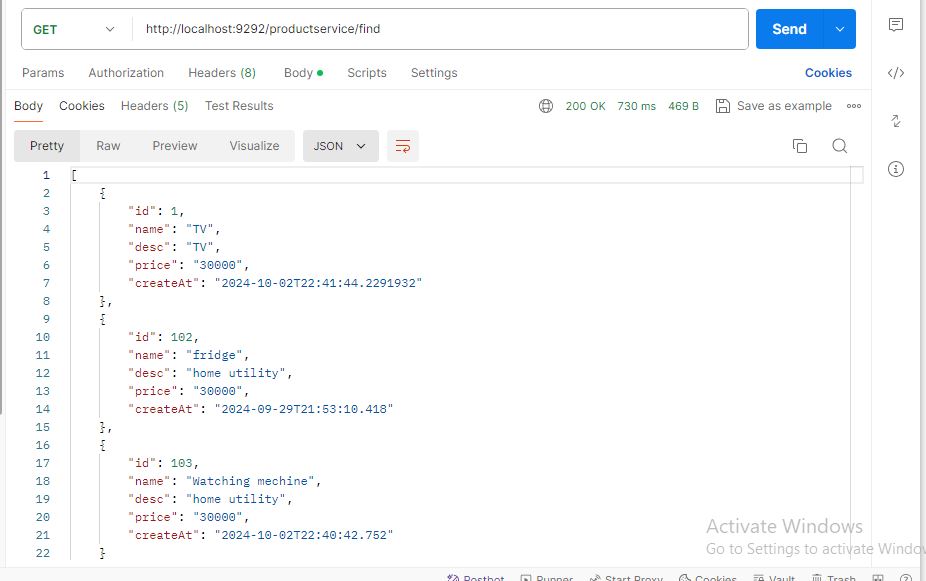 GET http://localhost:9292/productservice/find Send
Params Authorization Headers (8) Body Scripts Settings Cookies
Body Cookies Headers (5) Test Results 200 OK 730 ms 469 B Save as example
Pretty Raw Preview Visualize JSON
1 [
2 {
3 "id": 1,
4 "name": "TV",
5 "desc": "TV",
6 "price": "30000",
7 "createAt": "2024-10-02T22:41:44.2291932"
8 },
9 {
10 "id": 102,
11 "name": "fridge",
12 "desc": "home utility",
13 "price": "30000",
14 "createAt": "2024-09-29T21:53:10.418"
15 },
16 {
17 "id": 103,
18 "name": "Watching mechine",
19 "desc": "home utility",
20 "price": "30000",
21 "createAt": "2024-10-02T22:40:42.752"
22 }
Activate Windows
Go to Settings to activate Window
Postbot Runner Start Proxy Cookies Vault Trash